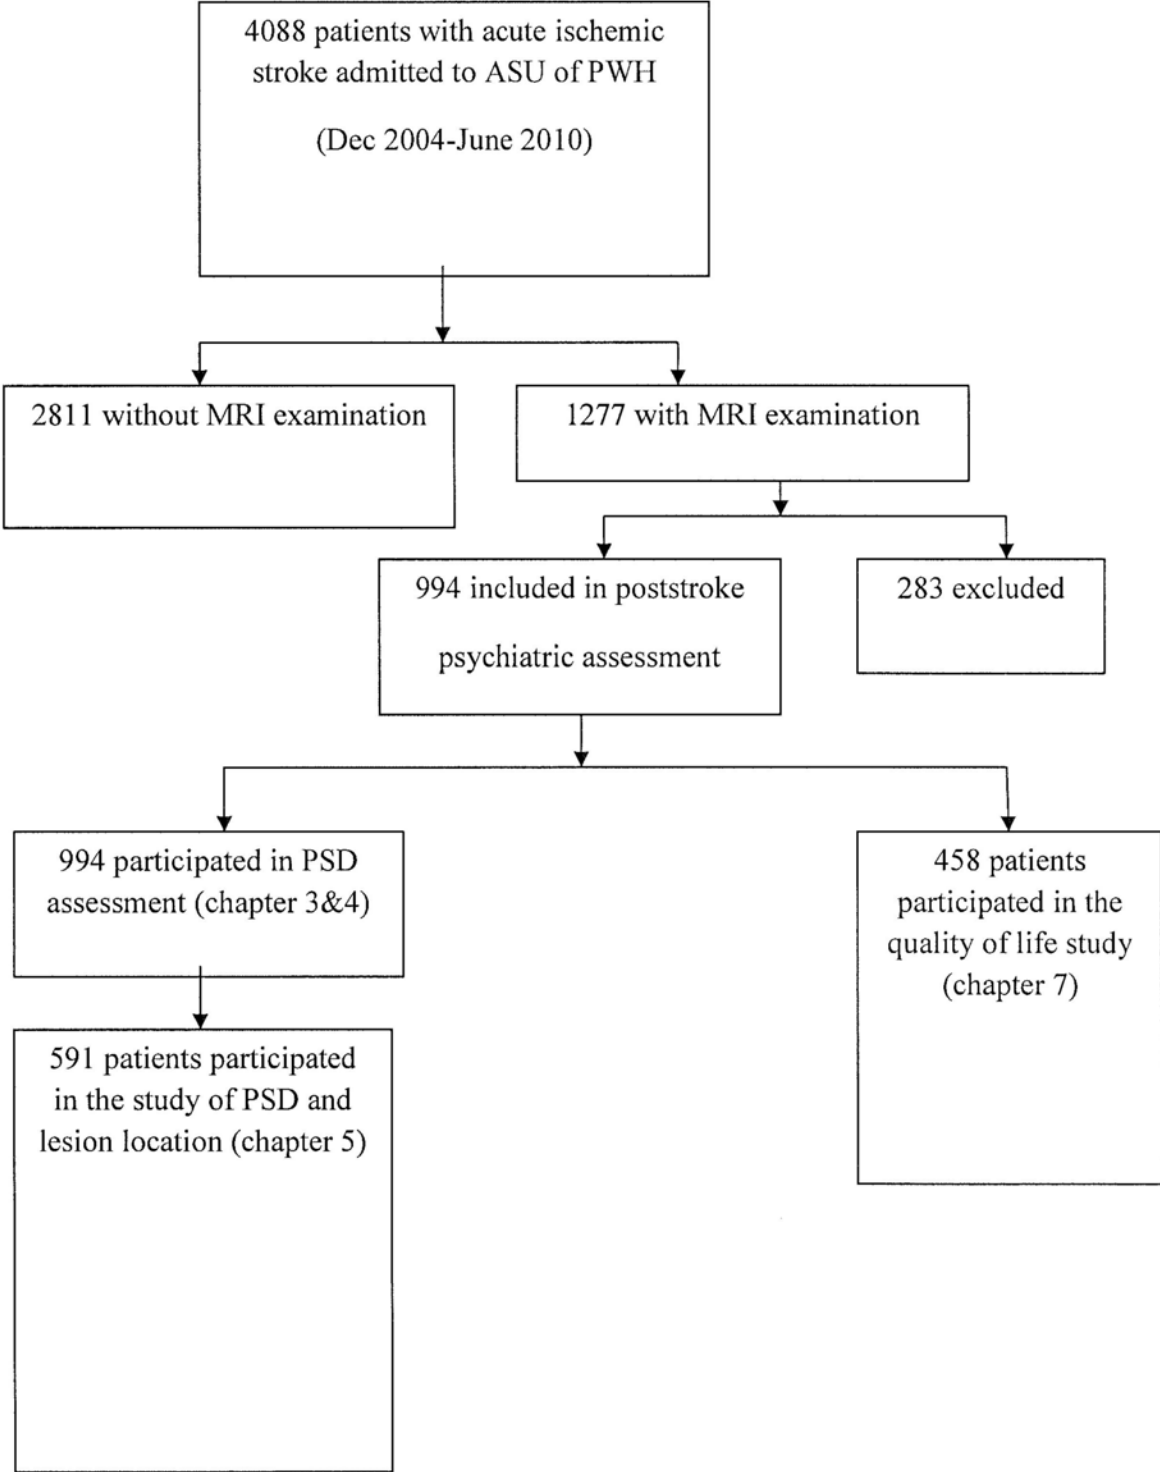 4088 patients with acute ischemic
stroke admitted to ASU of PWH
(Dec 2004-June 2010)
2811 without MRI examination
1277 with MRI examination
994 included in poststroke
psychiatric assessment
283 excluded
994 participated in PSD
assessment (chapter 3&4)
458 patients
participated in the
quality of life study
(chapter 7)
591 patients participated
in the study of PSD and
lesion location (chapter 5)